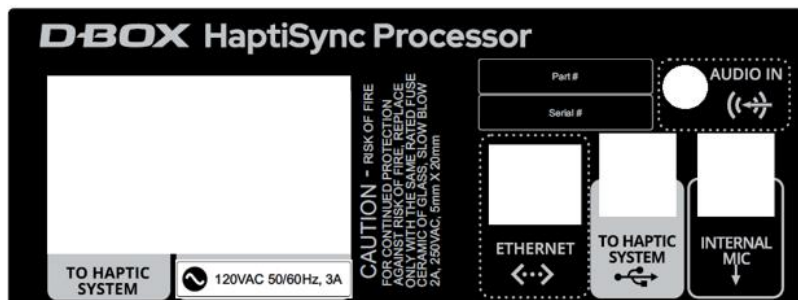 D-BOX HaptiSync Processor
CAUTION - RISK OF FIRE
FOR CONTINUED PROTECTION
AGAINST RISK OF FIRE, REPLACE
ONLY WITH THE SAME RATED FUSE
CERAMIC OF GLASS, SLOW BLOW
2A, 250VAC, 5mm X 20mm
Part #
Serial #
AUDIO IN
ETHERNET
TO HAPTIC
SYSTEM
INTERNAL
MIC
TO HAPTIC
SYSTEM
120VAC 50/60Hz, 3A